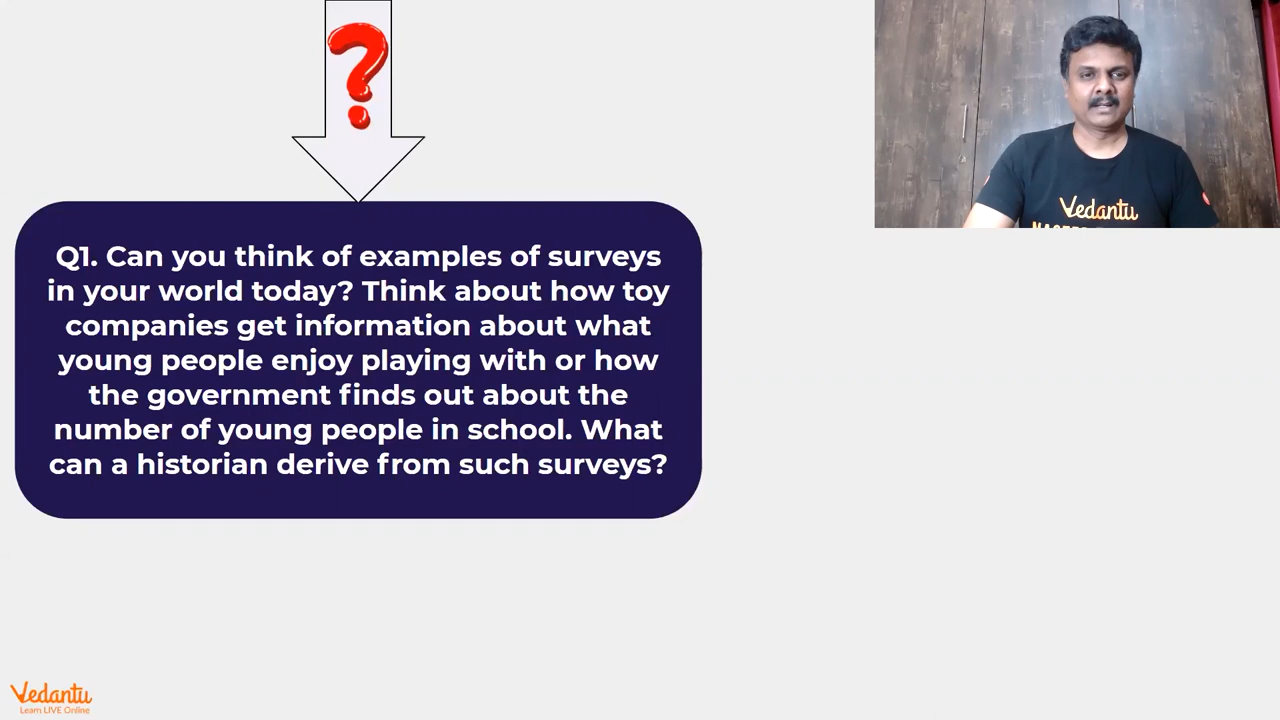 ?
Q1. Can you think of examples of surveys
in your world today? Think about how toy
companies get information about what
young people enjoy playing with or how
the government finds out about the
number of young people in school. What
can a historian derive from such surveys?
Vedantu
Vedantu
Learn LIVE Online